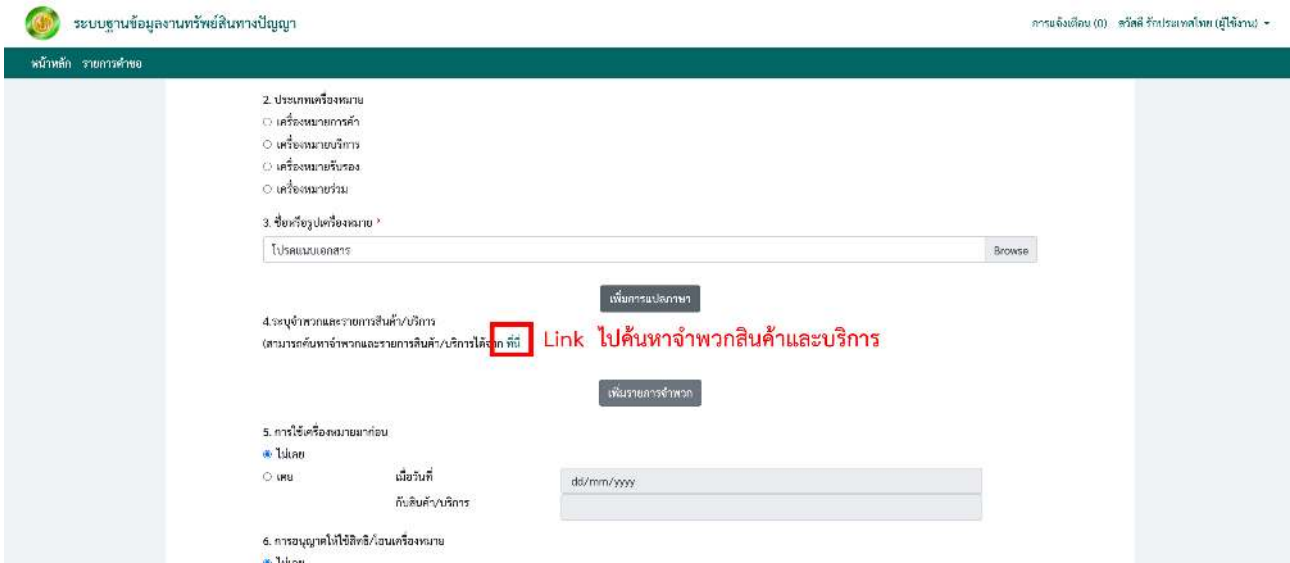 ระบบฐานข้อมูลงานทรัพย์สินทางปัญญา
การแจ้งเตือน (0) สวัสดี รักประเทศไทย (ผู้ใช้งาน)
หน้าหลัก รายการคำขอ
2. ประเภทเครื่องหมาย
เครื่องหมายการค้า
เครื่องหมายบริการ
เครื่องหมายรับรอง
เครื่องหมายร่วม
3. ชื่อหรือรูปเครื่องหมาย *
โปรดแนบเอกสาร Browse
เพิ่มการแปลภาษา
4.ระบุจำพวกและรายการสินค้า/บริการ
(สามารถค้นหาจำพวกและรายการสินค้า/บริการได้จาก ที่นี่ Link ไปค้นหาจำพวกสินค้าและบริการ
เพิ่มรายการจำพวก
5. การใช้เครื่องหมายมาก่อน
ไม่เคย
เคย เมื่อวันที่ dd/mm/yyyy
กับสินค้า/บริการ
6. การอนุญาตให้ใช้สิทธิ/โอนเครื่องหมาย
ไม่เคย